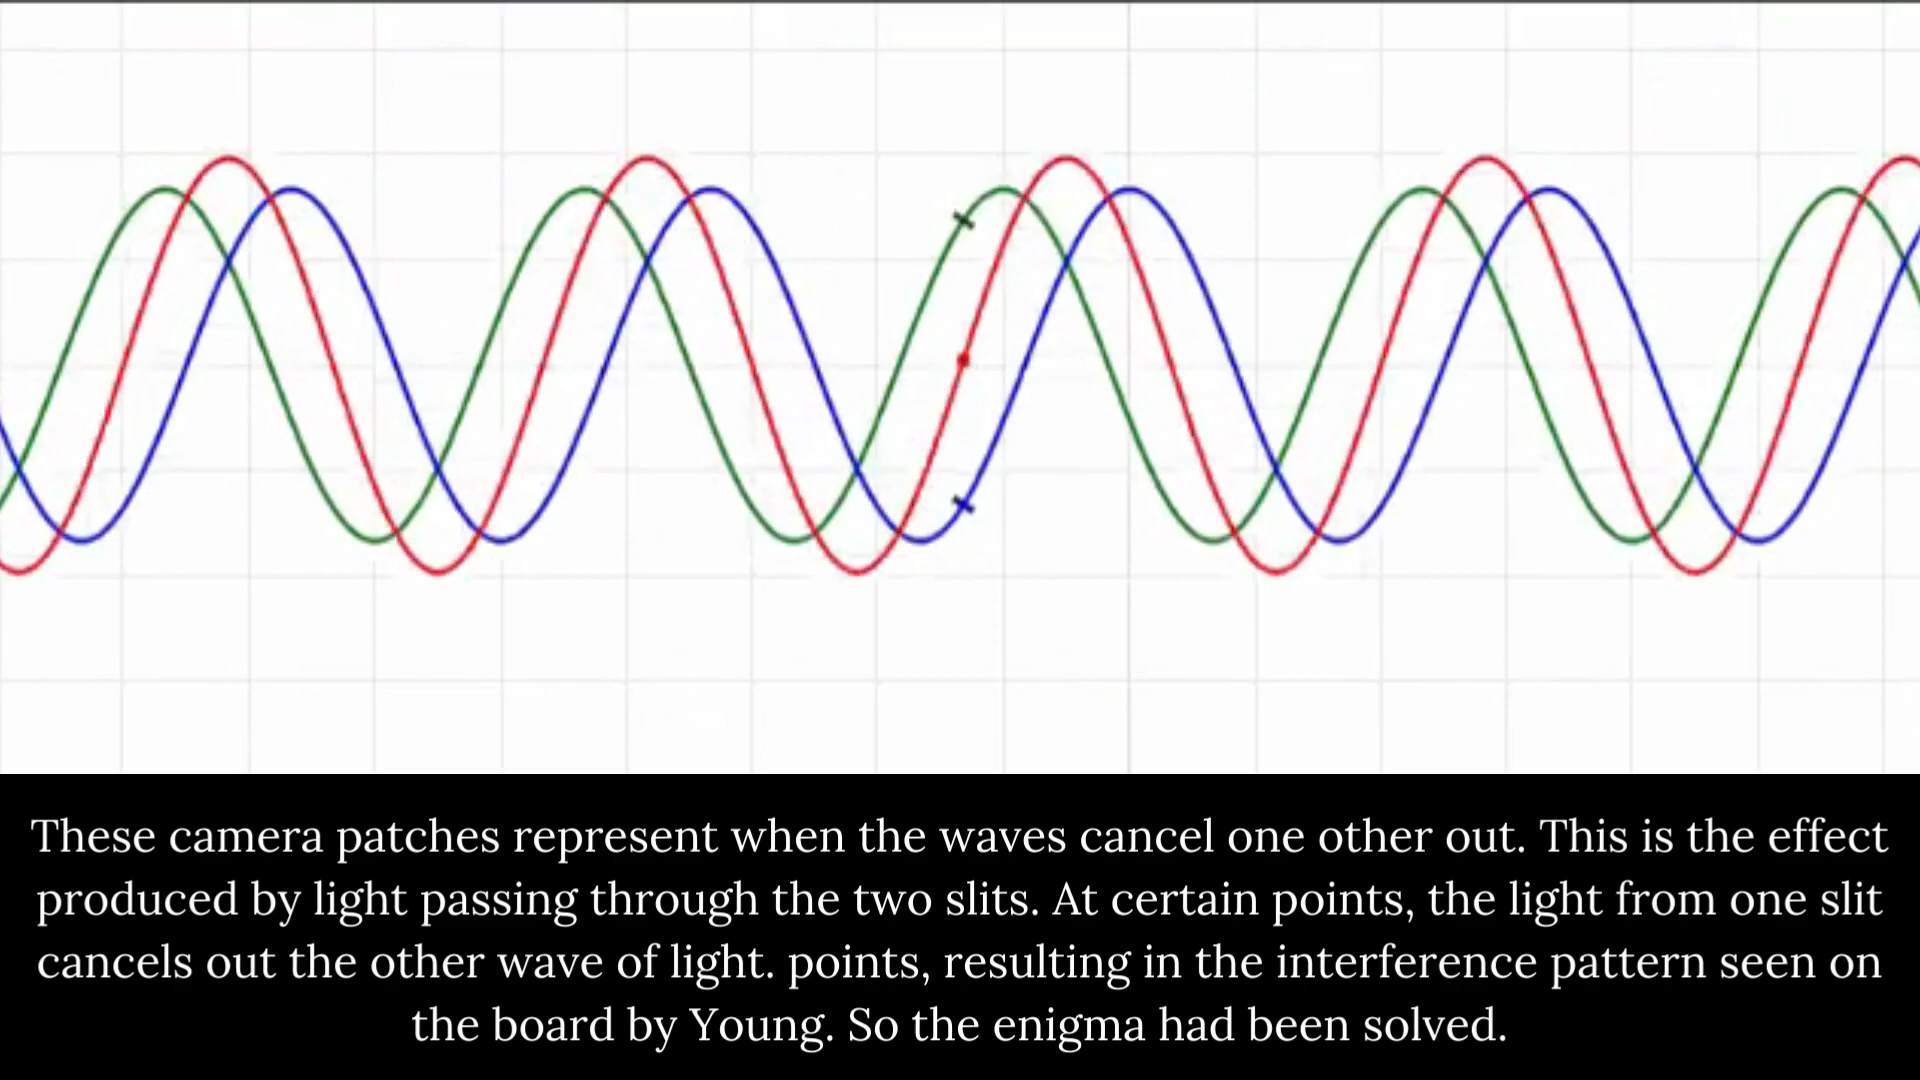 These camera patches represent when the waves cancel one other out. This is the effect
produced by light passing through the two slits. At certain points, the light from one slit
cancels out the other wave of light. points, resulting in the interference pattern seen on
the board by Young. So the enigma had been solved.